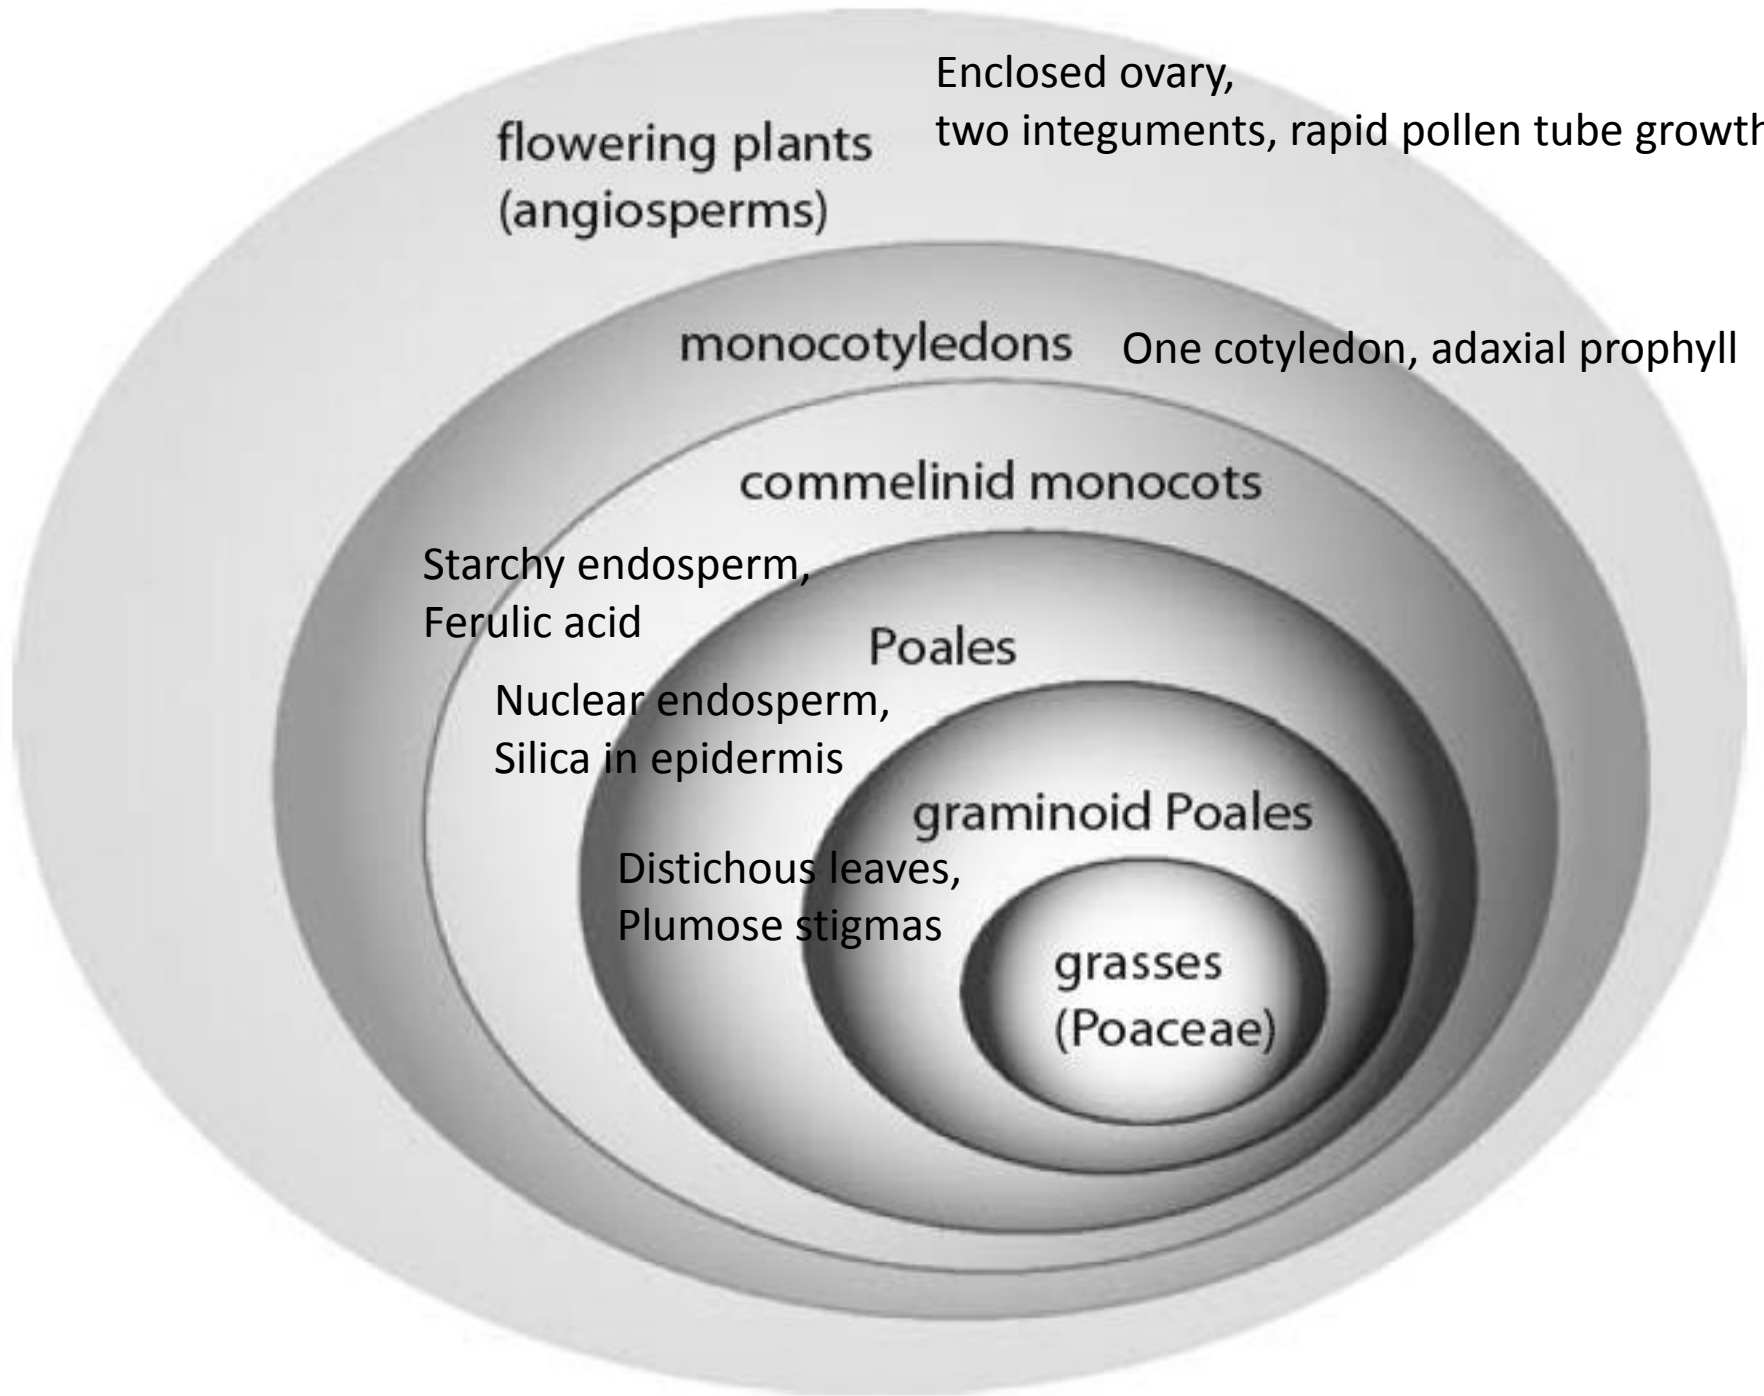 Enclosed ovary,
two integuments, rapid pollen tube growth
flowering plants
(angiosperms)
monocotyledons
One cotyledon, adaxial prophyll
commelinid monocots
Starchy endosperm,
Ferulic acid
Poales
Nuclear endosperm,
Silica in epidermis
graminoid Poales
Distichous leaves,
Plumose stigmas
grasses
(Poaceae)